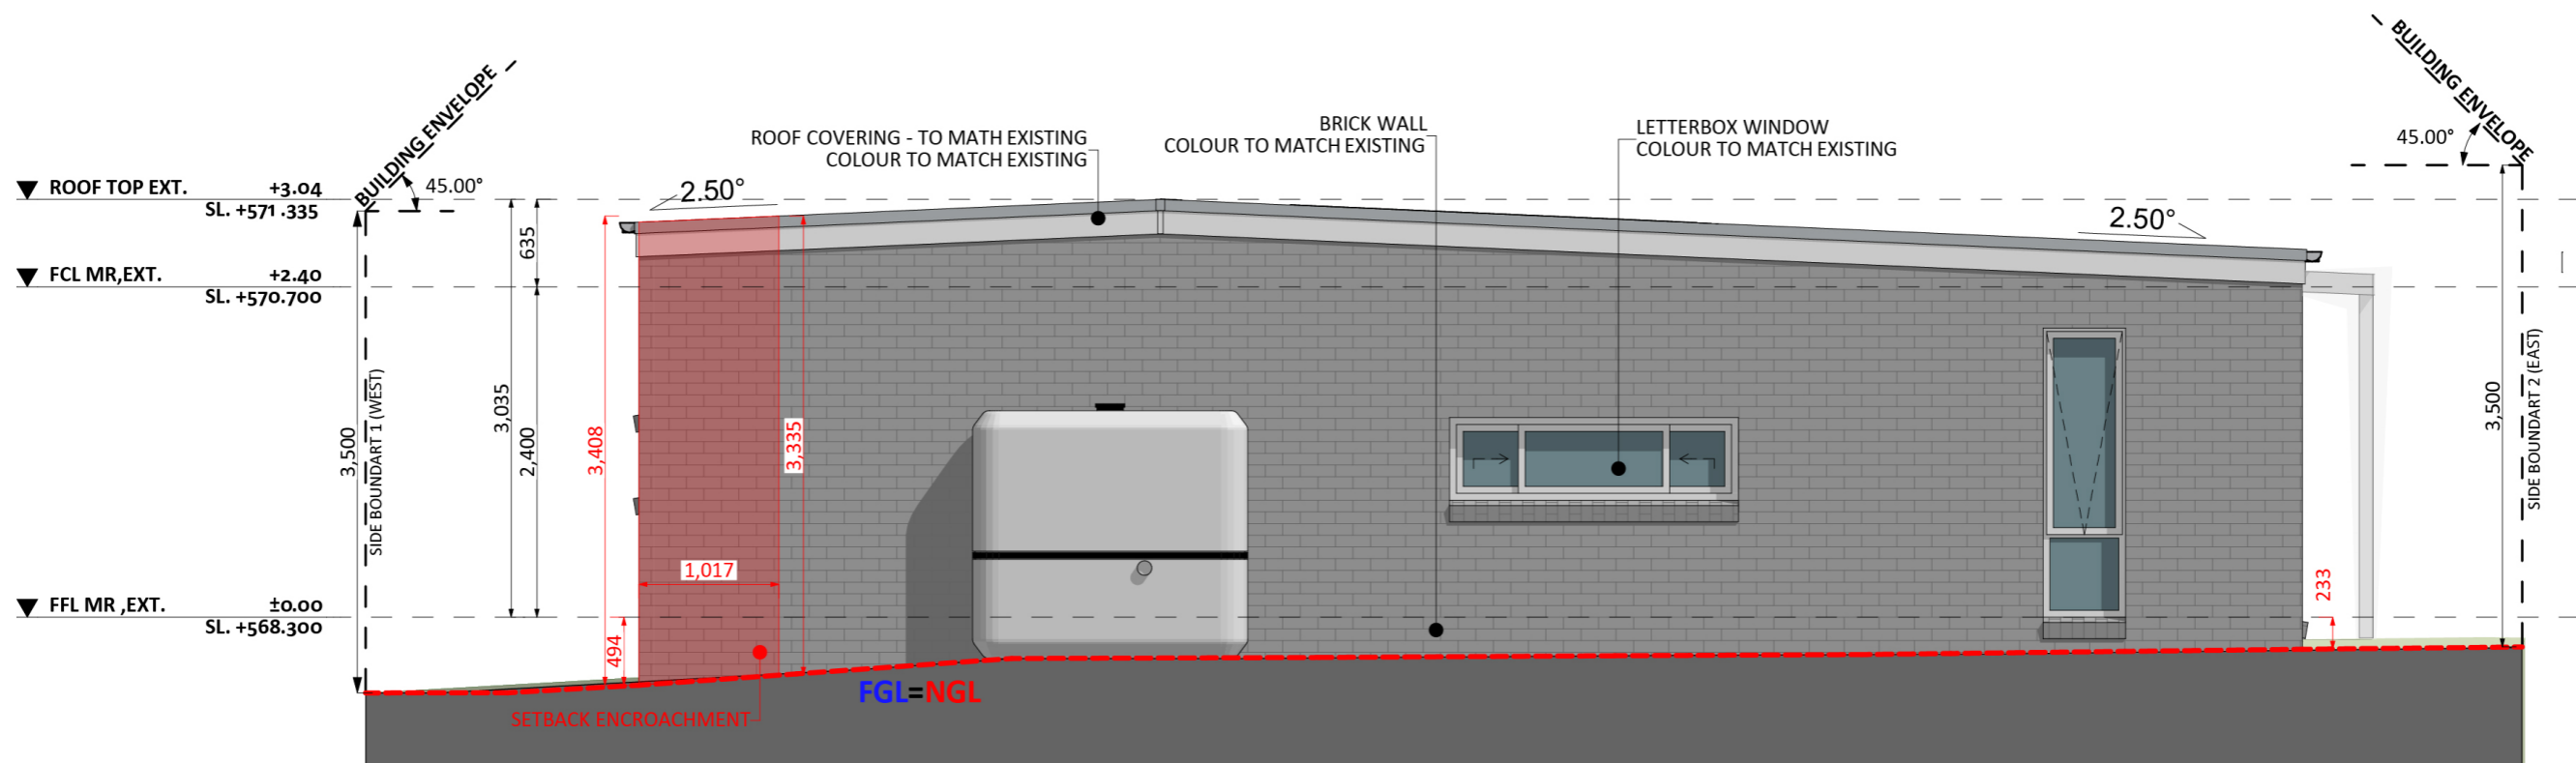 BUILDING ENVELOPE
45.00°
ROOF TOP EXT. +3.04
SL. +571.335
FCL MR,EXT. +2.40
SL. +570.700
FFL MR ,EXT. ±0.00
SL. +568.300
3,500
SIDE BOUNDART 1 (WEST)
3,035
635
2,400
3,408
494
2.50°
1,017
3,335
SETBACK ENCROACHMENT
ROOF COVERING - TO MATH EXISTING
COLOUR TO MATCH EXISTING
BRICK WALL
COLOUR TO MATCH EXISTING
LETTERBOX WINDOW
COLOUR TO MATCH EXISTING
FGL=NGL
2.50°
233
3,500
SIDE BOUNDART 2 (EAST)
45.00°
BUILDING ENVELOPE